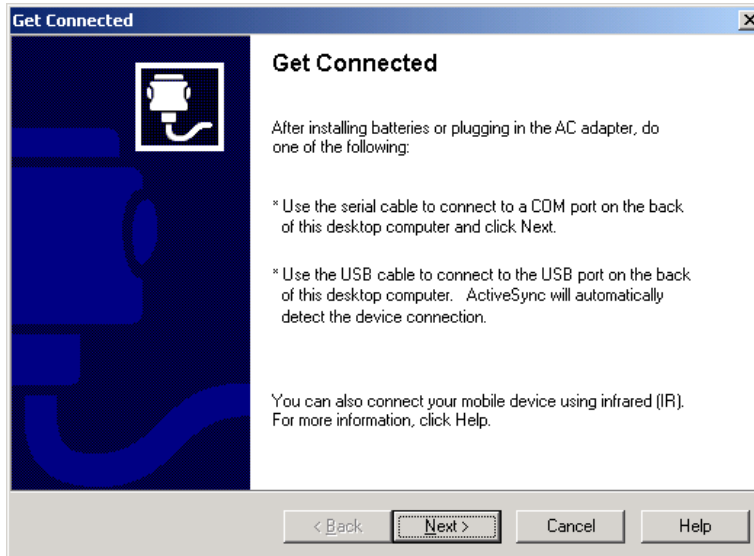 Get Connected
Get Connected
After installing batteries or plugging in the AC adapter, do
one of the following:
* Use the serial cable to connect to a COM port on the back
of this desktop computer and click Next.
* Use the USB cable to connect to the USB port on the back
of this desktop computer. ActiveSync will automatically
detect the device connection.
You can also connect your mobile device using infrared (IR).
For more information, click Help.
< Back Next > Cancel Help